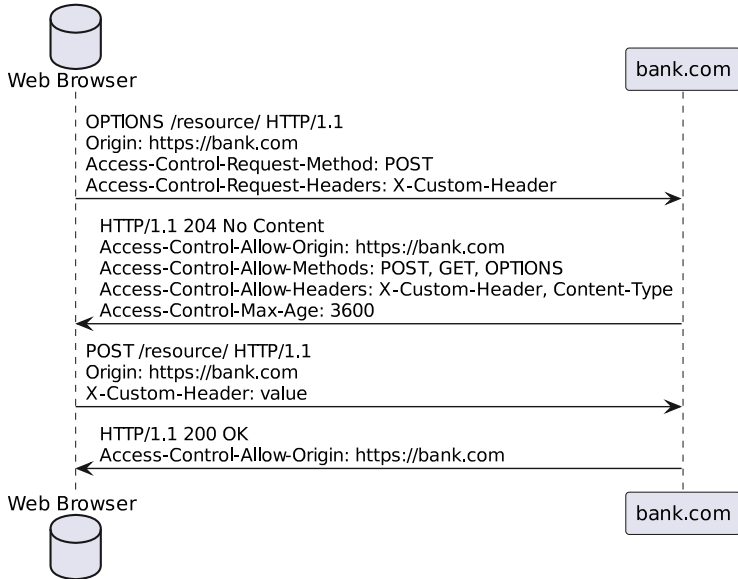 Web Browser
bank.com
OPTIONS /resource/ HTTP/1.1
Origin: https://bank.com
Access-Control-Request-Method: POST
Access-Control-Request-Headers: X-Custom-Header
HTTP/1.1 204 No Content
Access-Control-Allow-Origin: https://bank.com
Access-Control-Allow-Methods: POST, GET, OPTIONS
Access-Control-Allow-Headers: X-Custom-Header, Content-Type
Access-Control-Max-Age: 3600
POST /resource/ HTTP/1.1
Origin: https://bank.com
X-Custom-Header: value
HTTP/1.1 200 OK
Access-Control-Allow-Origin: https://bank.com
Web Browser
bank.com